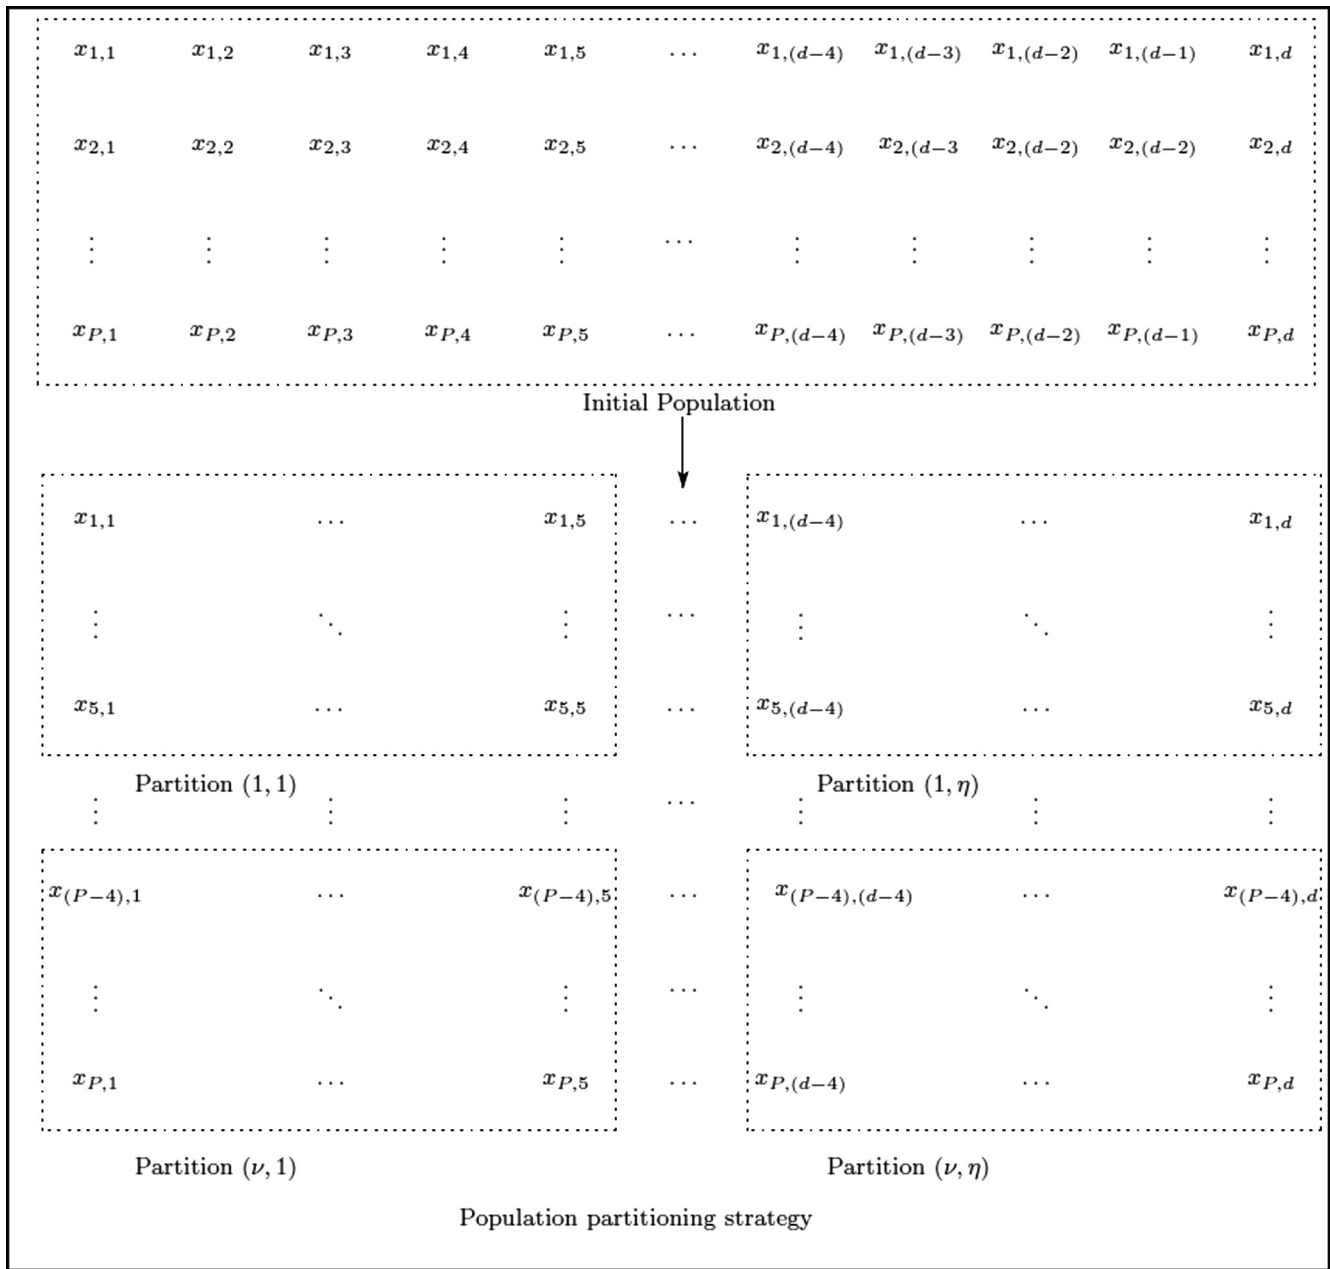 x1,1 x1,2 x1,3 x1,4 x1,5 ... x1,(d−4) x1,(d−3) x1,(d−2) x1,(d−1) x1,d
x2,1 x2,2 x2,3 x2,4 x2,5 ... x2,(d−4) x2,(d−3 x2,(d−2) x2,(d−2) x2,d
⋮ ⋮ ⋮ ⋮ ⋮ ... ⋮ ⋮ ⋮ ⋮ ⋮
xP,1 xP,2 xP,3 xP,4 xP,5 ... xP,(d−4) xP,(d−3) xP,(d−2) xP,(d−1) xP,d
Initial Population
x1,1 ... x1,5 ... x1,(d−4) ... x1,d
⋮ ⋱ ⋮ ... ⋮ ⋱ ⋮
x5,1 ... x5,5 ... x5,(d−4) ... x5,d
Partition (1, 1) Partition (1, η)
⋮ ⋮ ⋮ ... ⋮ ⋮ ⋮
x(P−4),1 ... x(P−4),5 ... x(P−4),(d−4) ... x(P−4),d
⋮ ⋱ ⋮ ... ⋮ ⋱ ⋮
xP,1 ... xP,5 ... xP,(d−4) ... xP,d
Partition (ν, 1) Partition (ν, η)
Population partitioning strategy